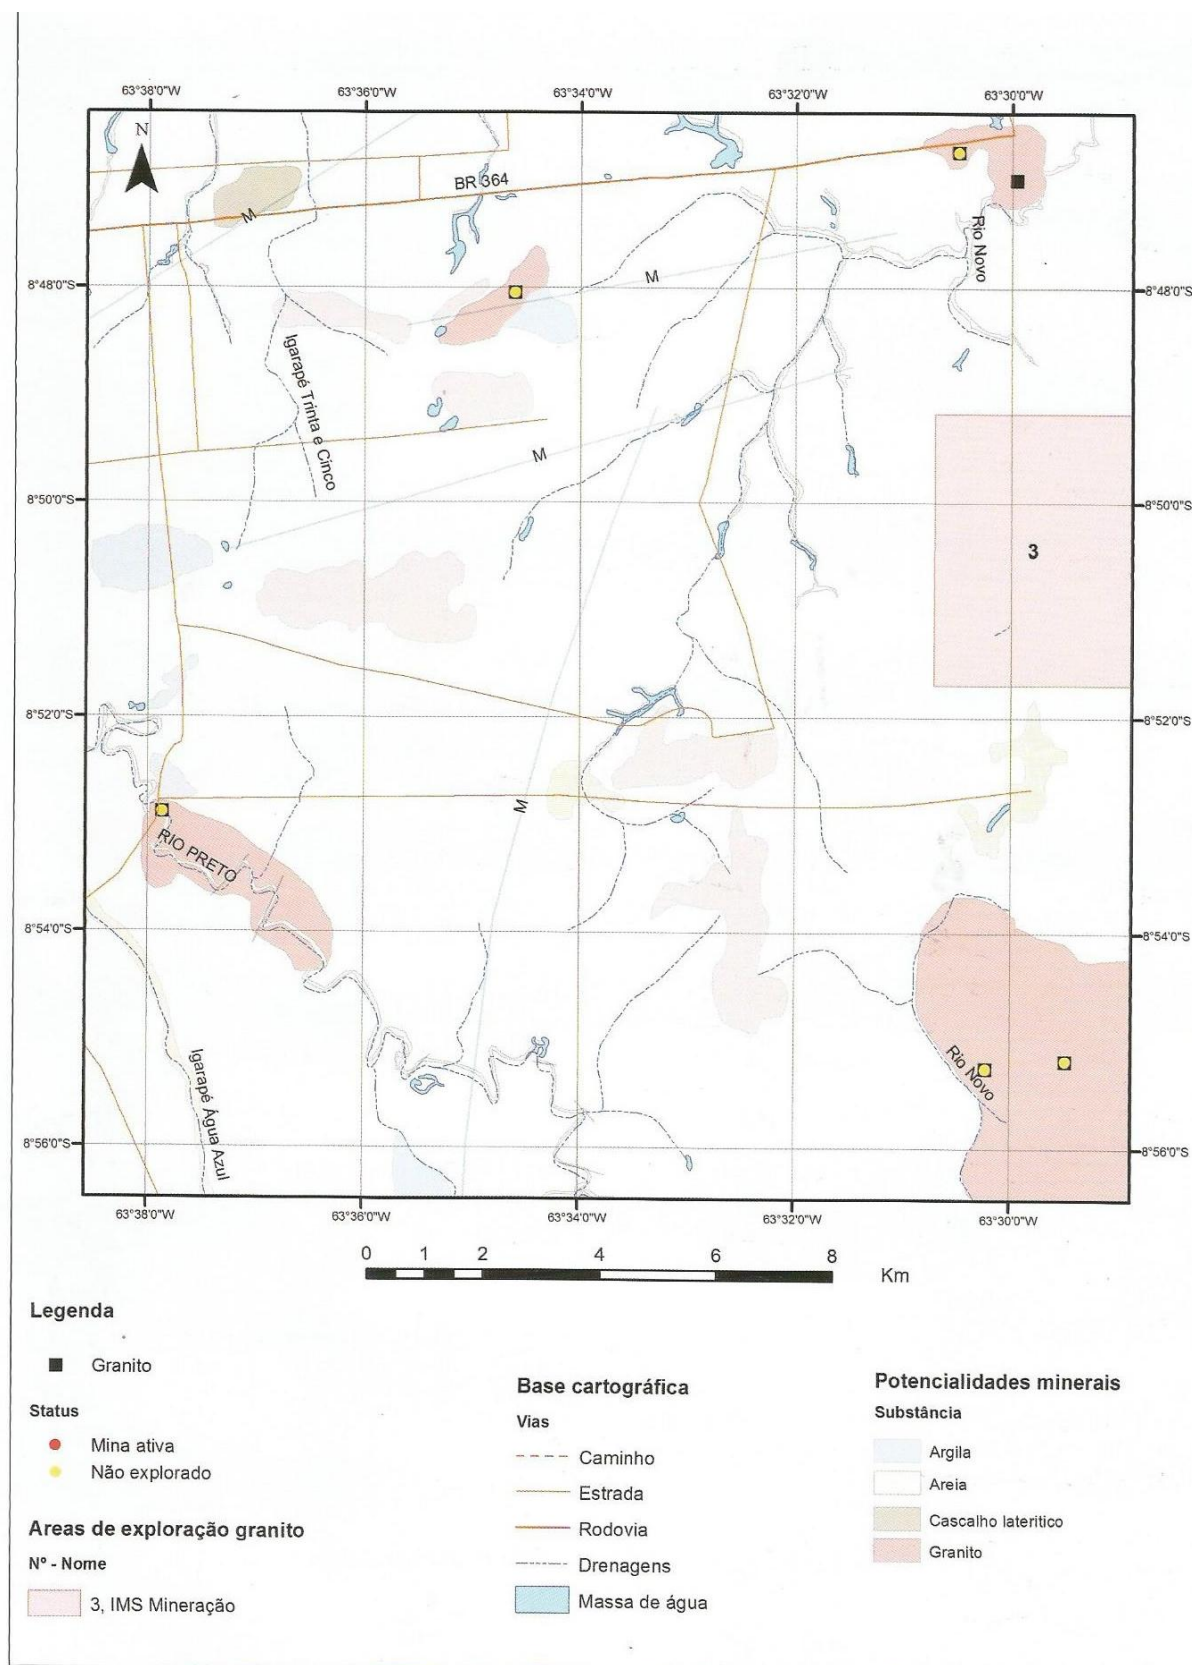 63°38'0"W 63°36'0"W 63°34'0"W 63°32'0"W 63°30'0"W
N
BR 364
M
Rio Novo
8°48'0"S
M
8°48'0"S
Igarapé Trinta e Cinco
M
8°50'0"S
8°50'0"S
3
8°52'0"S
8°52'0"S
M
RIO PRETO
8°54'0"S
8°54'0"S
Igarapé Água Azul
Rio Novo
8°56'0"S
8°56'0"S
63°38'0"W 63°36'0"W 63°34'0"W 63°32'0"W 63°30'0"W
0 1 2 4 6 8
Km
Legenda
Granito
Status
Mina ativa
Não explorado
Areas de exploração granito
Nº - Nome
3, IMS Mineração
Base cartográfica
Vias
Caminho
Estrada
Rodovia
Drenagens
Massa de água
Potencialidades minerais
Substância
Argila
Areia
Cascalho lateritico
Granito